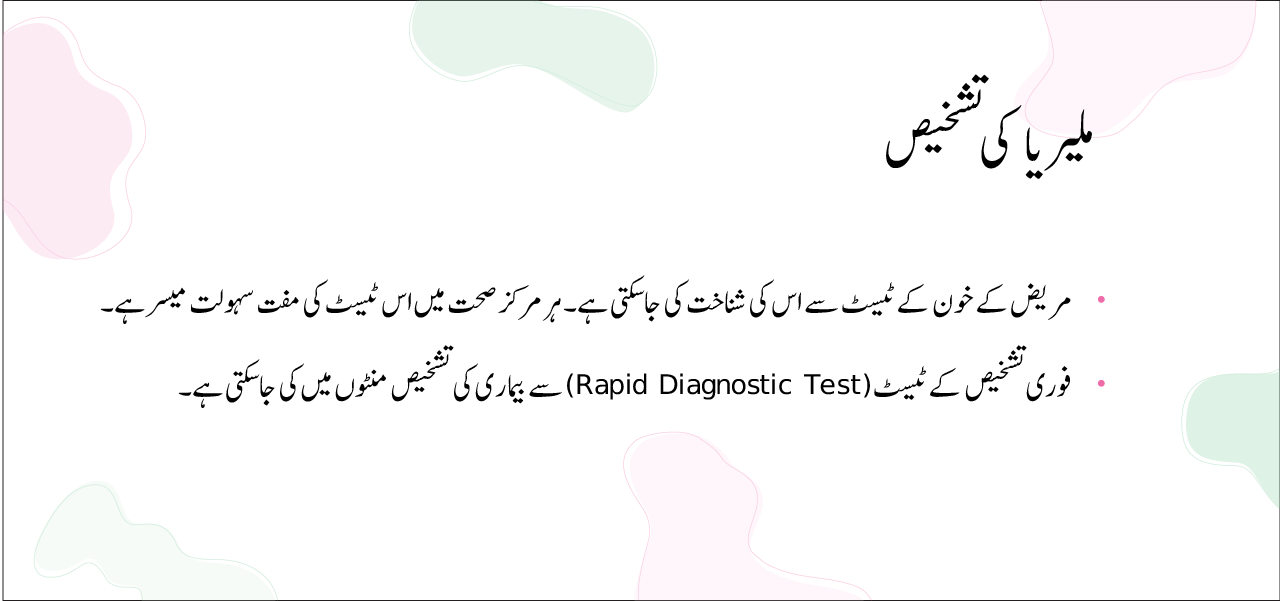 ملیریا کی تشخیص
• مریض کے خون کے ٹیسٹ سے اس کی شناخت کی جاسکتی ہے۔ ہر مرکز صحت میں اس ٹیسٹ کی مفت سہولت میسر ہے۔
• فوری تشخیص کے ٹیسٹ (Rapid Diagnostic Test) سے بیماری کی تشخیص منٹوں میں کی جاسکتی ہے۔